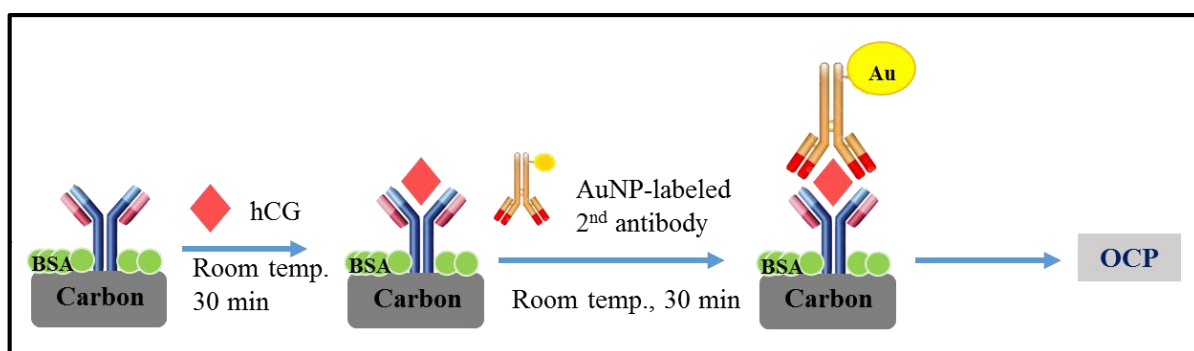 BSA
Carbon
hCG
Room temp.
30 min
BSA
Carbon
AuNP-labeled
2nd antibody
Room temp., 30 min
Au
BSA
Carbon
OCP